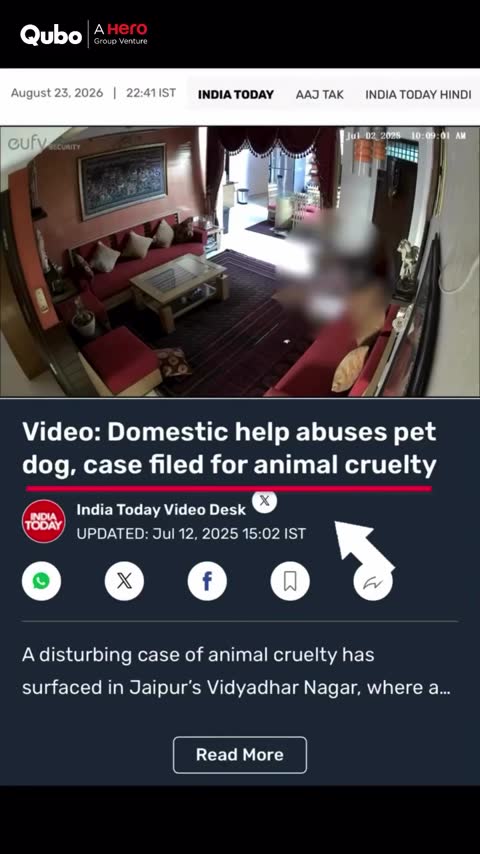 Qubo | A Hero
Group Venture
August 23, 2026 | 22:41 IST INDIA TODAY AAJ TAK INDIA TODAY HINDI
eufy SECURITY
Jul 02 2025 10:09:01 AM
Video: Domestic help abuses pet
dog, case filed for animal cruelty
INDIA TODAY
India Today Video Desk
UPDATED: Jul 12, 2025 15:02 IST
A disturbing case of animal cruelty has
surfaced in Jaipur's Vidyadhar Nagar, where a...
Read More